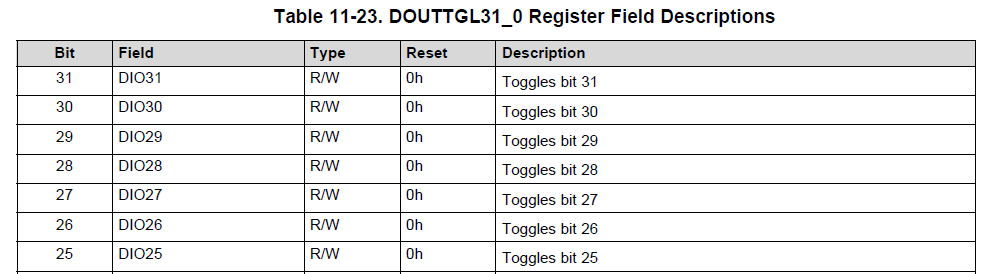 Table 11-23. DOUTTGL31_0 Register Field Descriptions
Bit Field Type Reset Description
31 DIO31 R/W 0h Toggles bit 31
30 DIO30 R/W 0h Toggles bit 30
29 DIO29 R/W 0h Toggles bit 29
28 DIO28 R/W 0h Toggles bit 28
27 DIO27 R/W 0h Toggles bit 27
26 DIO26 R/W 0h Toggles bit 26
25 DIO25 R/W 0h Toggles bit 25